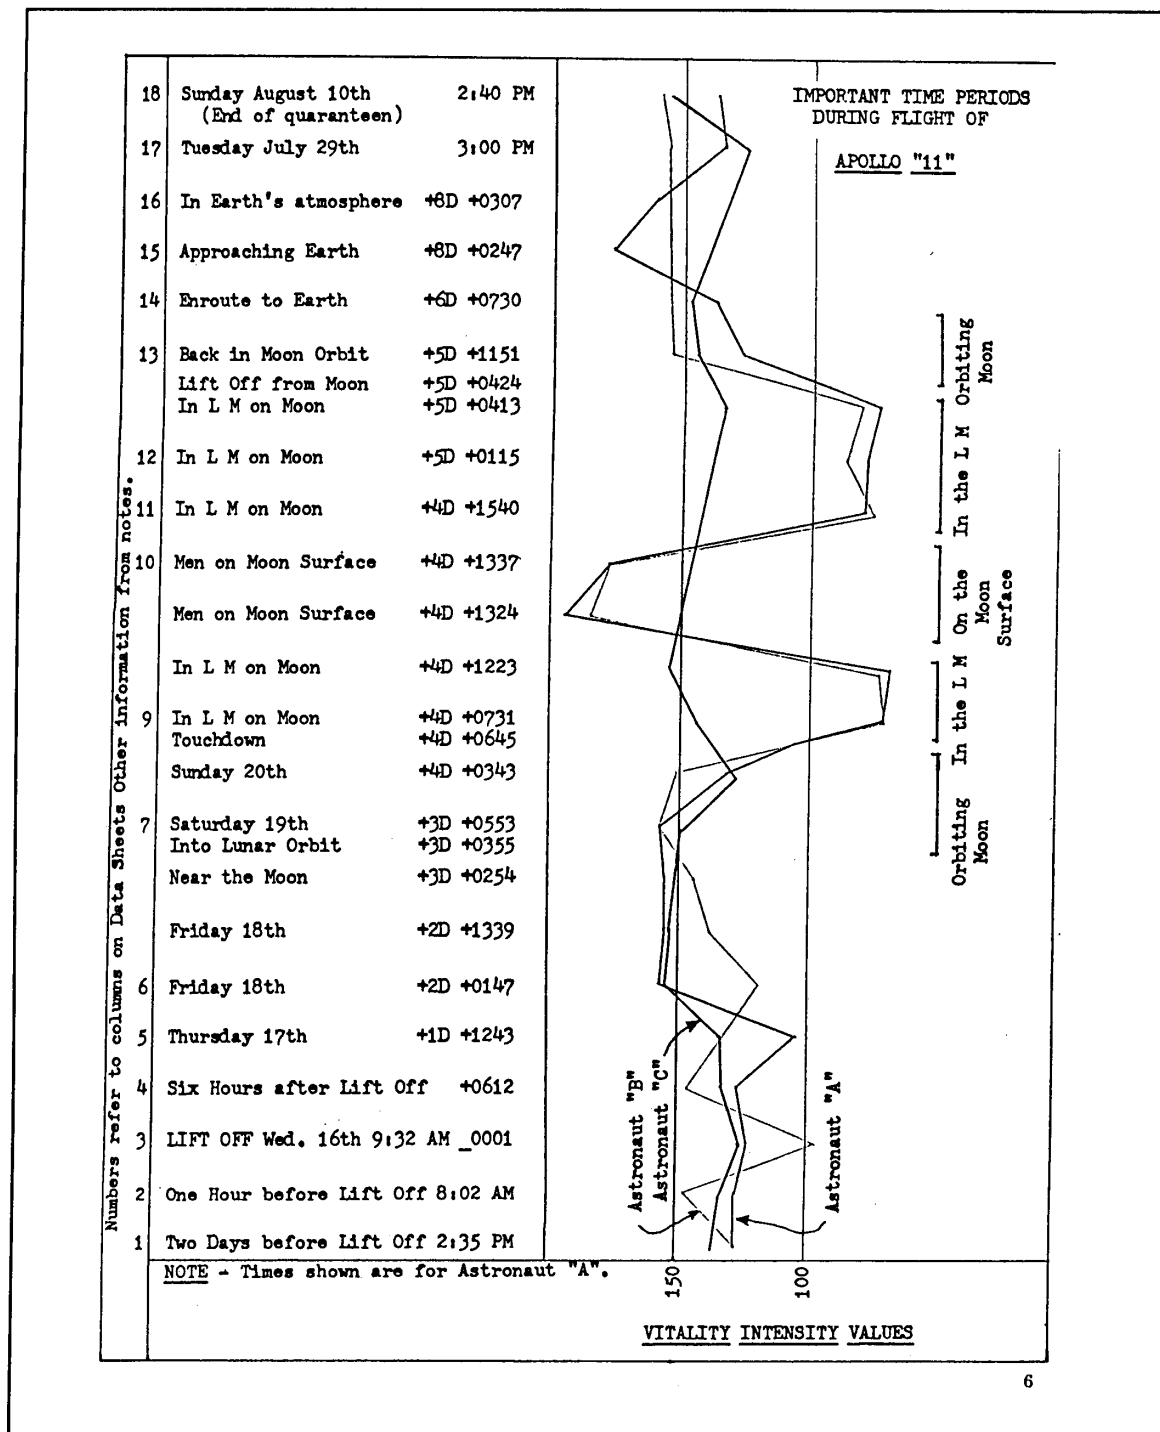 IMPORTANT TIME PERIODS
DURING FLIGHT OF
APOLLO "11"
18 Sunday August 10th 2:40 PM
(End of quaranteen)
17 Tuesday July 29th 3:00 PM
16 In Earth's atmosphere +8D +0307
15 Approaching Earth +8D +0247
14 Enroute to Earth +6D +0730
13 Back in Moon Orbit +5D +1151
Lift Off from Moon +5D +0424
In L M on Moon +5D +0413
12 In L M on Moon +5D +0115
11 In L M on Moon +4D +1540
10 Men on Moon Surface +4D +1337
Men on Moon Surface +4D +1324
In L M on Moon +4D +1223
9 In L M on Moon +4D +0731
Touchdown +4D +0645
Sunday 20th +4D +0343
7 Saturday 19th +3D +0553
Into Lunar Orbit +3D +0355
Near the Moon +3D +0254
Friday 18th +2D +1339
6 Friday 18th +2D +0147
5 Thursday 17th +1D +1243
4 Six Hours after Lift Off +0612
3 LIFT OFF Wed. 16th 9:32 AM _0001
2 One Hour before Lift Off 8:02 AM
1 Two Days before Lift Off 2:35 PM
NOTE - Times shown are for Astronaut "A".
Numbers refer to columns on Data Sheets Other information from notes.
Orbiting
Moon
In the L M
On the
Moon
Surface
In the L M
Orbiting
Moon
Astronaut "B"
Astronaut "C"
Astronaut "A"
150
100
VITALITY INTENSITY VALUES
6